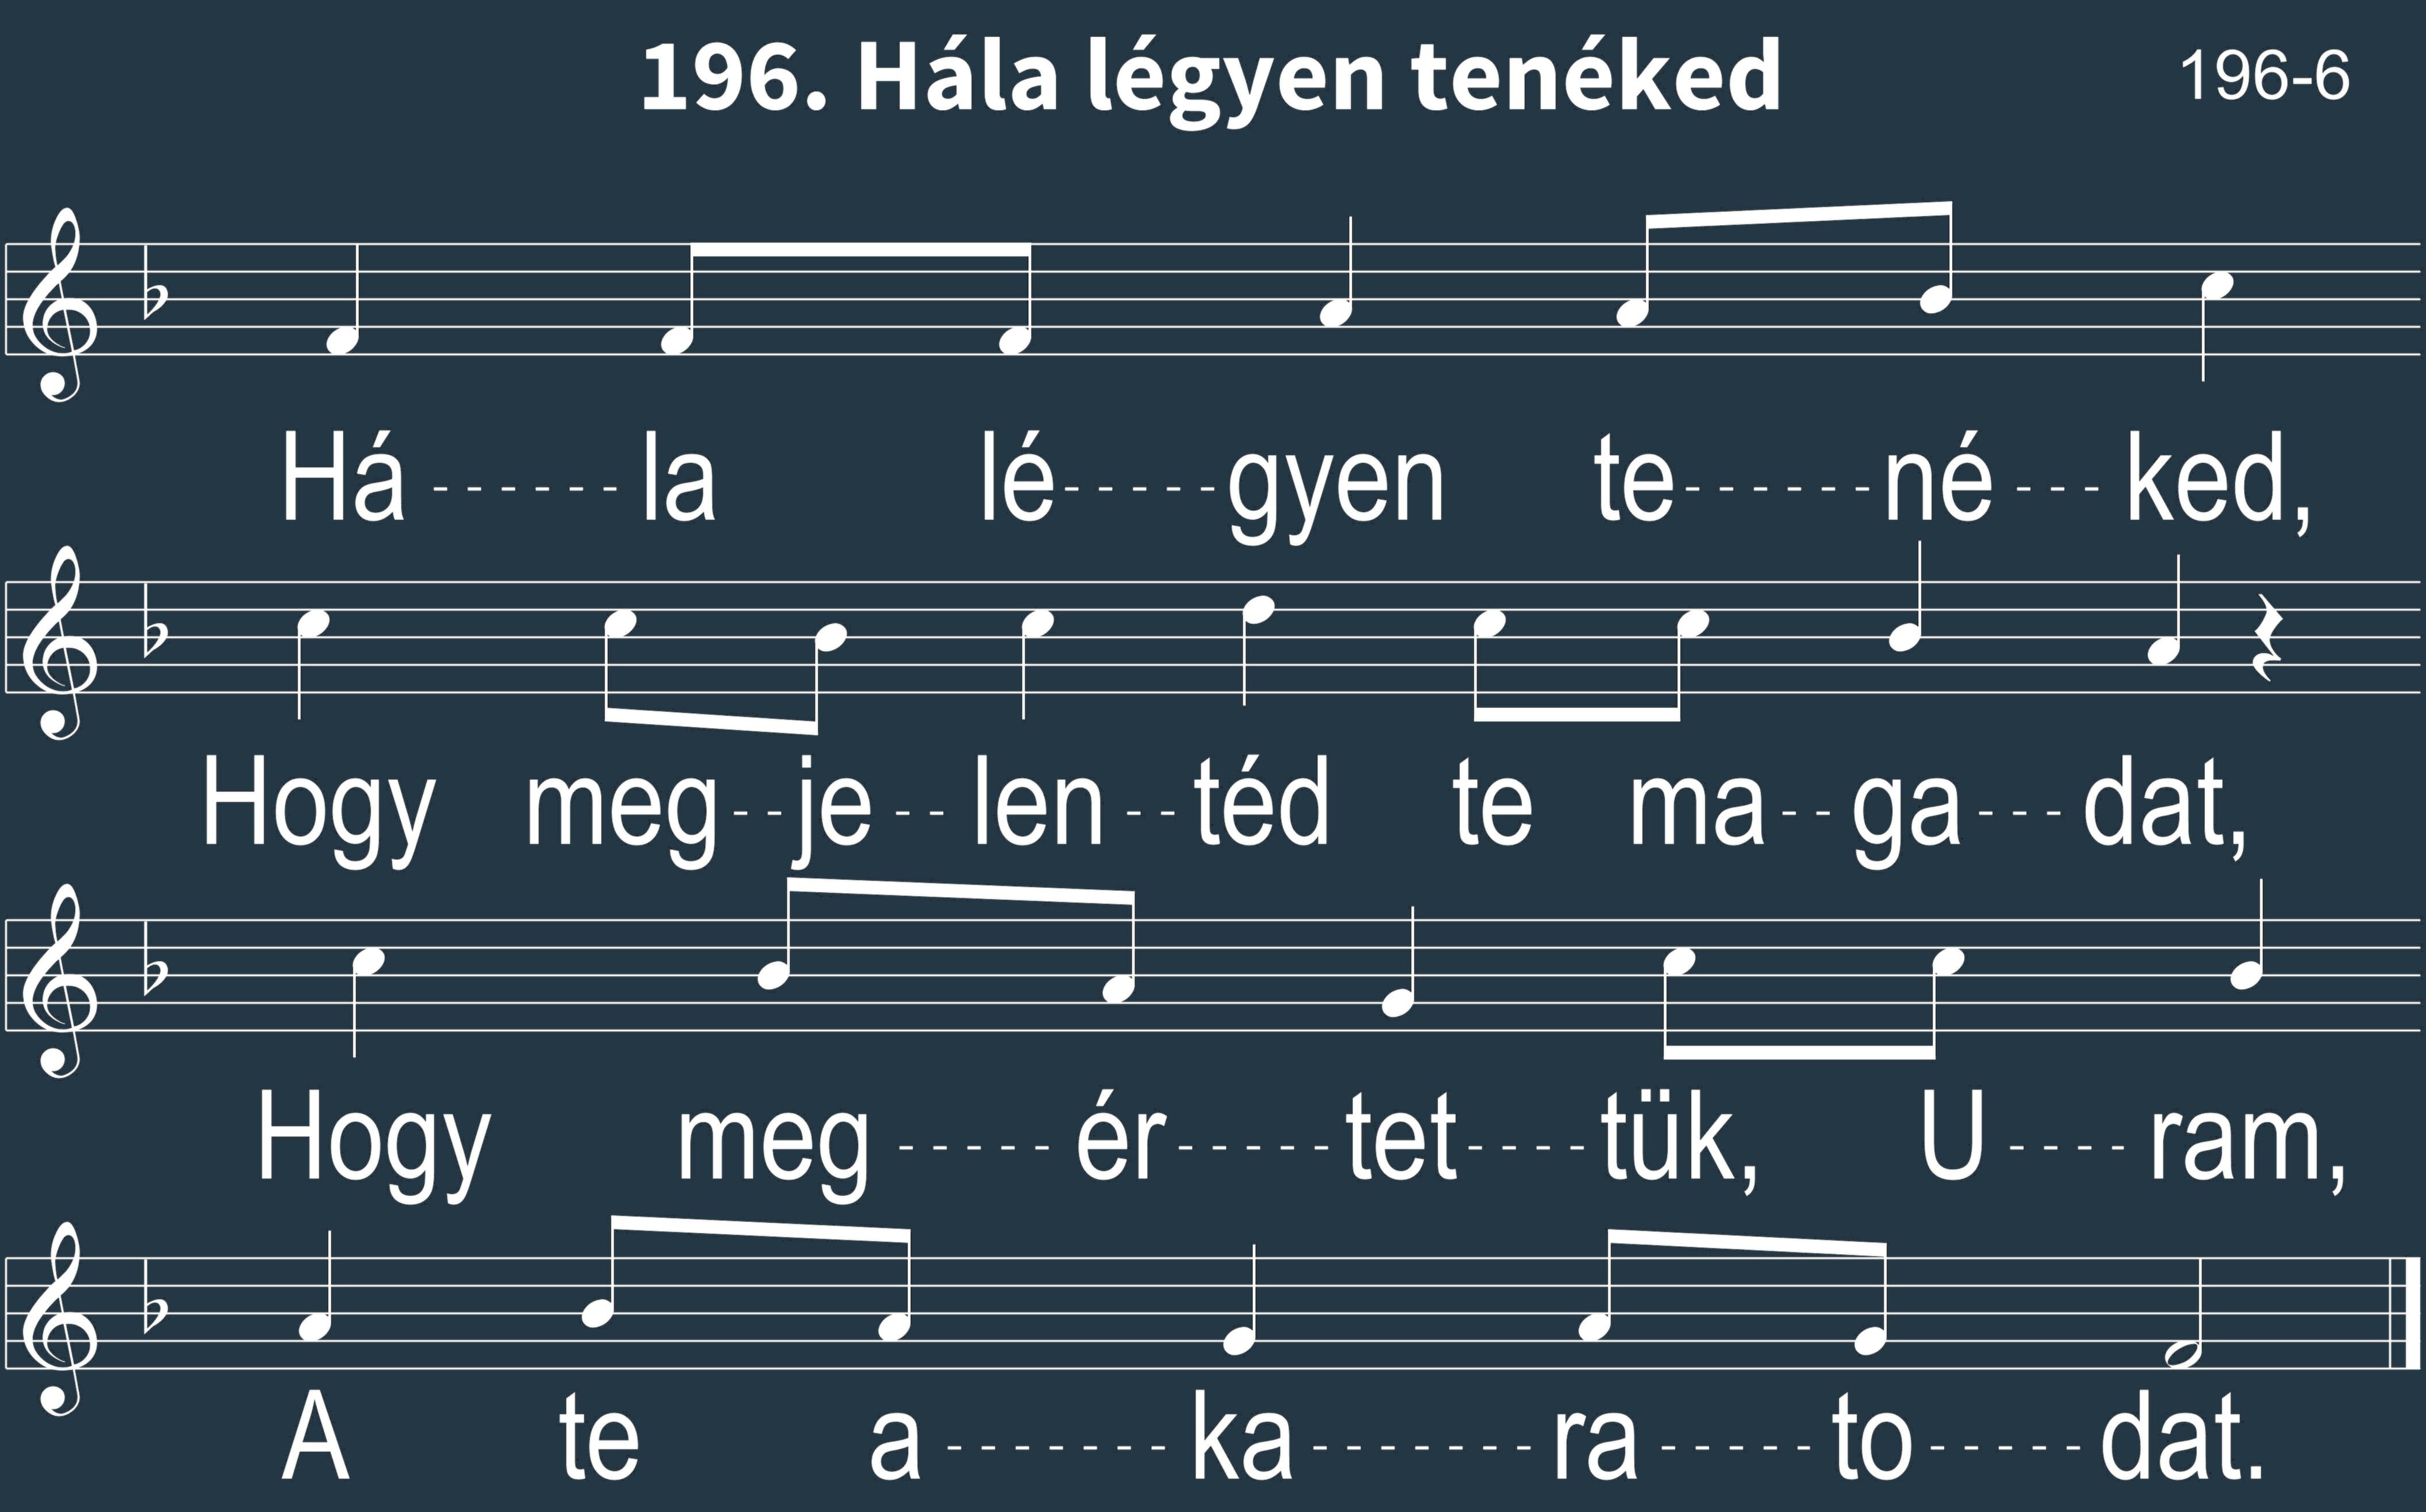 196. Hála légyen tenéked
196-6
Há------la lé-----gyen te------né---ked,
Hogy meg--je--len--téd te ma--ga---dat,
Hogy meg-----ér-----tet----tük, U----ram,
A te a-------ka-------ra-----to-----dat.